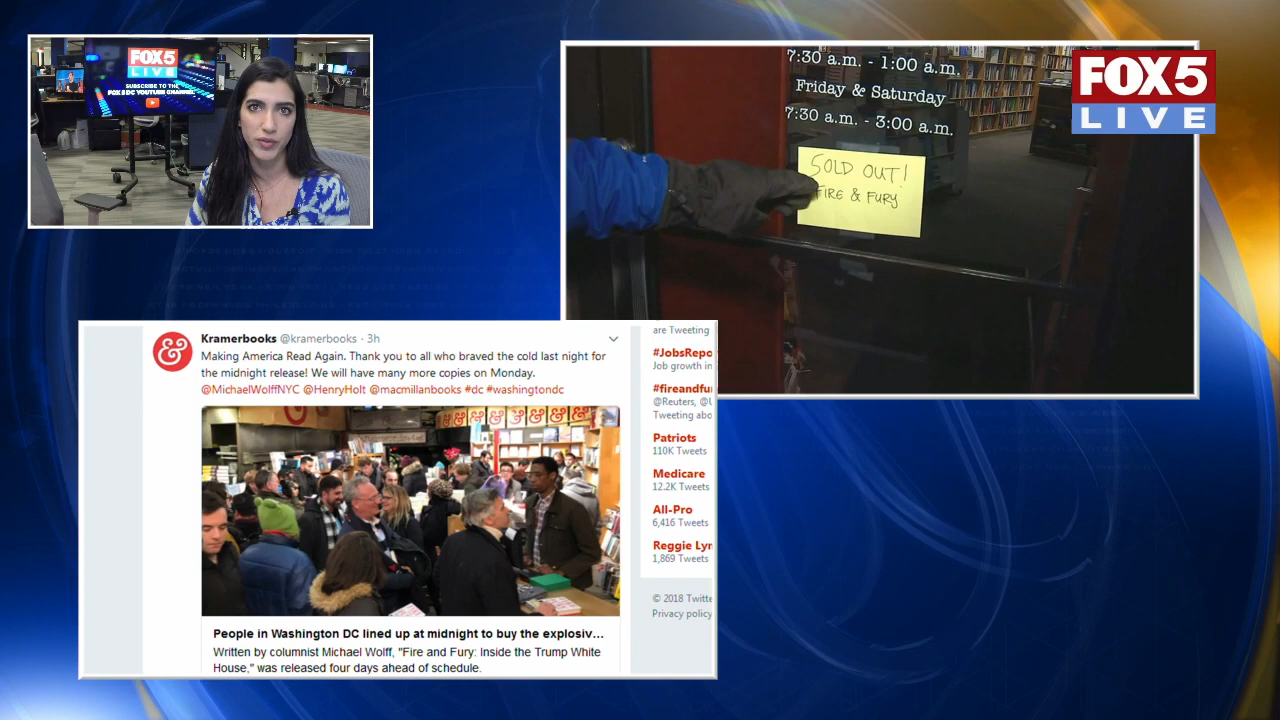 FOX5
LIVE
SUBSCRIBE TO THE
FOX 5 DC YOUTUBE CHANNEL
7:30 a.m. - 1:00 a.m.
Friday & Saturday
7:30 a.m. - 3:00 a.m.
SOLD OUT!
FIRE & FURY
FOX5
LIVE
Kramerbooks @kramerbooks · 3h
Making America Read Again. Thank you to all who braved the cold last night for
the midnight release! We will have many more copies on Monday.
@MichaelWolffNYC @HenryHolt @macmillanbooks #dc #washingtondc
People in Washington DC lined up at midnight to buy the explosiv...
Written by columnist Michael Wolff, "Fire and Fury: Inside the Trump White
House," was released four days ahead of schedule.
are Tweeting
#JobsRepo
Job growth in
#fireandfu
@Reuters, @
Tweeting abo
Patriots
110K Tweets
Medicare
12.2K Tweets
All-Pro
6,416 Tweets
Reggie Lyn
1,869 Tweets
© 2018 Twitte
Privacy policy